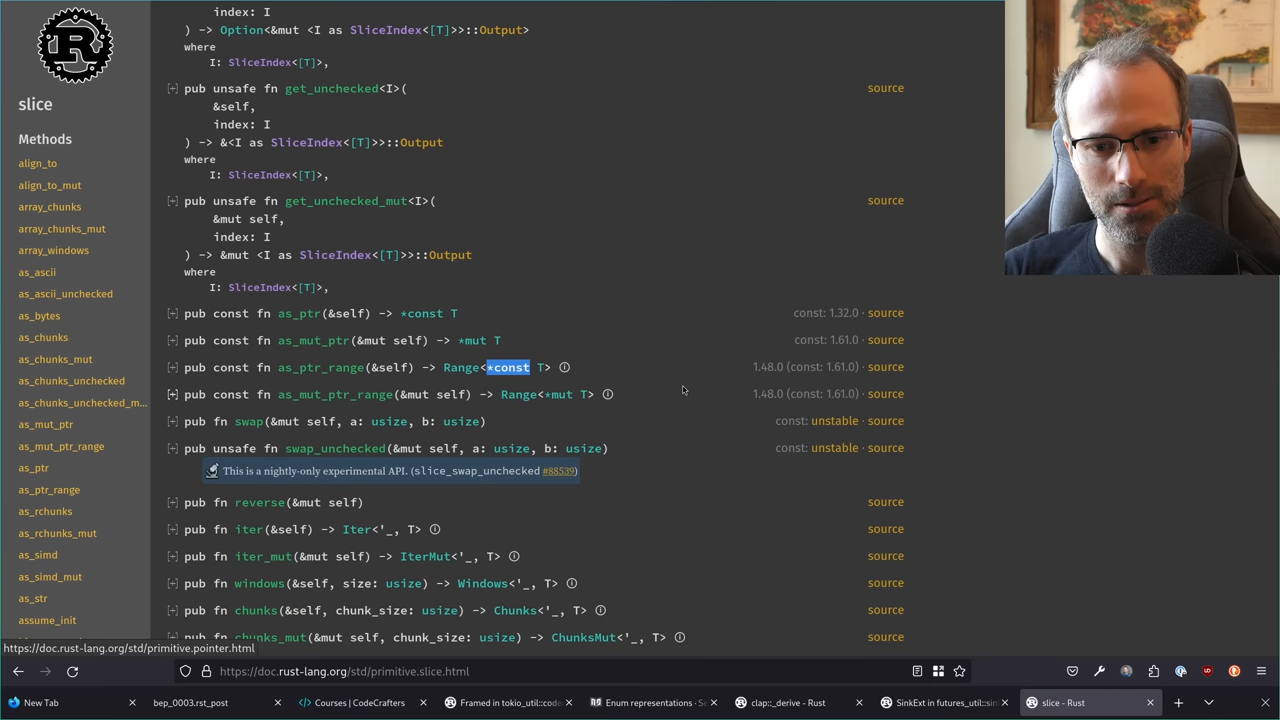 index: I
) -> Option<&mut <I as SliceIndex<[T]>>::Output>
where
I: SliceIndex<[T]>,
[+] pub unsafe fn get_unchecked<I>( source
&self,
index: I
) -> &<I as SliceIndex<[T]>>::Output
where
I: SliceIndex<[T]>,
[+] pub unsafe fn get_unchecked_mut<I>( source
&mut self,
index: I
) -> &mut <I as SliceIndex<[T]>>::Output
where
I: SliceIndex<[T]>,
[+] pub const fn as_ptr(&self) -> *const T const: 1.32.0 · source
[+] pub const fn as_mut_ptr(&mut self) -> *mut T const: 1.61.0 · source
[+] pub const fn as_ptr_range(&self) -> Range<*const T> ⓘ 1.48.0 (const: 1.61.0) · source
[+] pub const fn as_mut_ptr_range(&mut self) -> Range<*mut T> ⓘ 1.48.0 (const: 1.61.0) · source
[+] pub fn swap(&mut self, a: usize, b: usize) const: unstable · source
[+] pub unsafe fn swap_unchecked(&mut self, a: usize, b: usize) const: unstable · source
This is a nightly-only experimental API. (slice_swap_unchecked #88539)
[+] pub fn reverse(&mut self) source
[+] pub fn iter(&self) -> Iter<'_, T> ⓘ source
[+] pub fn iter_mut(&mut self) -> IterMut<'_, T> ⓘ source
[+] pub fn windows(&self, size: usize) -> Windows<'_, T> ⓘ source
[+] pub fn chunks(&self, chunk_size: usize) -> Chunks<'_, T> ⓘ source
[+] pub fn chunks_mut(&mut self, chunk_size: usize) -> ChunksMut<'_, T> ⓘ source
R
slice
Methods
align_to
align_to_mut
array_chunks
array_chunks_mut
array_windows
as_ascii
as_ascii_unchecked
as_bytes
as_chunks
as_chunks_mut
as_chunks_unchecked
as_chunks_unchecked_m...
as_mut_ptr
as_mut_ptr_range
as_ptr
as_ptr_range
as_rchunks
as_rchunks_mut
as_simd
as_simd_mut
as_str
assume_init
https://doc.rust-lang.org/std/primitive.pointer.html
https://doc.rust-lang.org/std/primitive.slice.html
New Tab
bep_0003.rst_post
Courses | CodeCrafters
Framed in tokio_util::code
Enum representations · Se
clap::_derive - Rust
SinkExt in futures_util::sin
slice - Rust